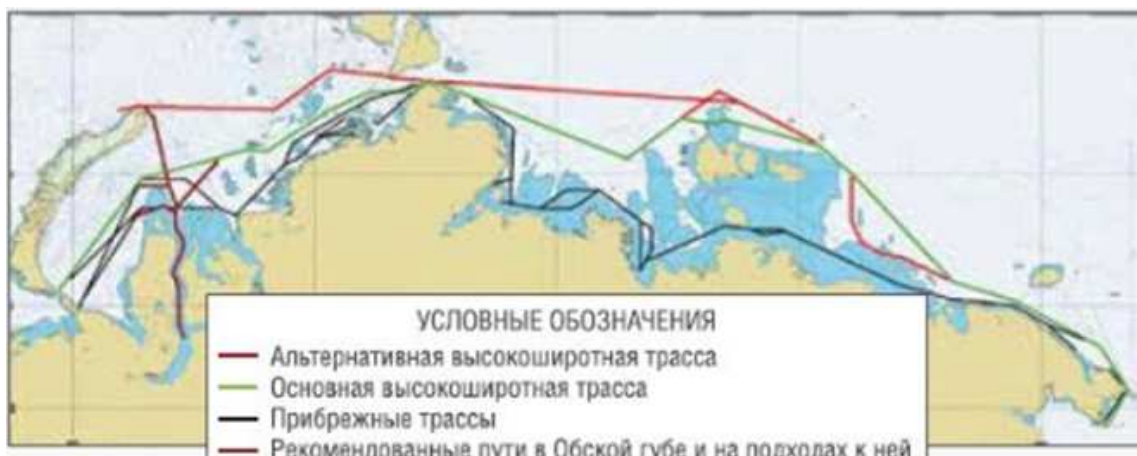 УСЛОВНЫЕ ОБОЗНАЧЕНИЯ
Альтернативная высокоширотная трасса
Основная высокоширотная трасса
Прибрежные трассы
Рекомендованные пути в Обской губе и на подходах к ней